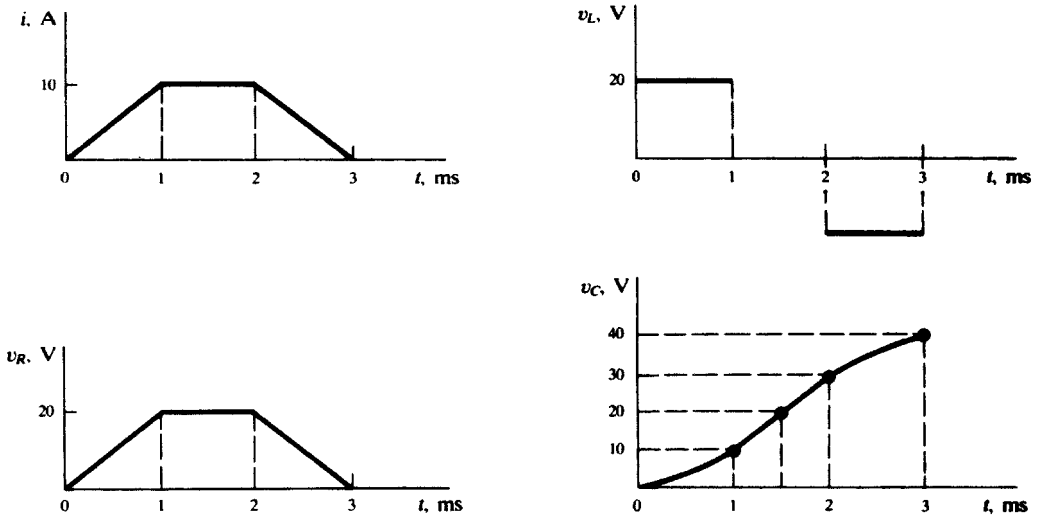 i, A
10
0 1 2 3 t, ms
v_L, V
20
0 1 2 3 t, ms
v_R, V
20
0 1 2 3 t, ms
v_C, V
40
30
20
10
0 1 2 3 t, ms